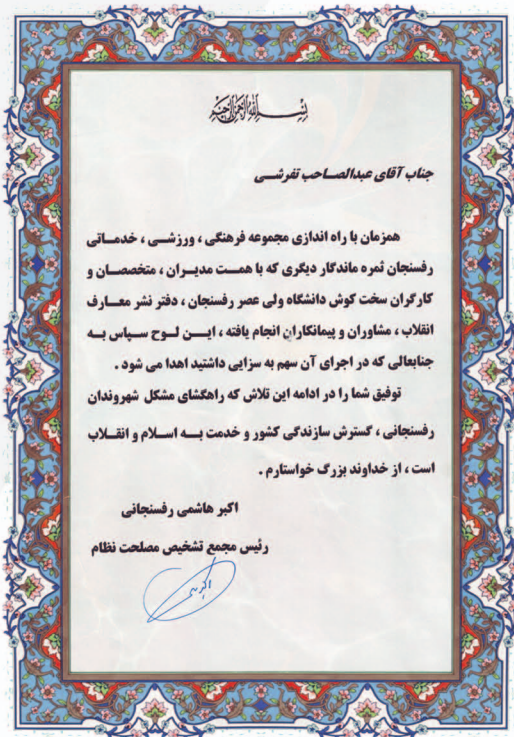 بسم الله الرحمن الرحیم
جناب آقای عبدالصاحب تفرشی
همزمان با راه اندازی مجموعه فرهنگی ، ورزشی ، خدماتی
رفسنجان ثمره ماندگار دیگری که با همت مدیران ، متخصصان و
کارگران سخت کوش دانشگاه ولی عصر رفسنجان ، دفتر نشر معارف
انقلاب ، مشاوران و پیمانکاران انجام یافته ، این لوح سپاس به
جنابعالی که در اجرای آن سهم به سزایی داشتید اهدا می شود .
توفیق شما را در ادامه این تلاش که راهگشای مشکل شهروندان
رفسنجانی ، گسترش سازندگی کشور و خدمت به اسلام و انقلاب
است ، از خداوند بزرگ خواستارم .
اکبر هاشمی رفسنجانی
رئیس مجمع تشخیص مصلحت نظام